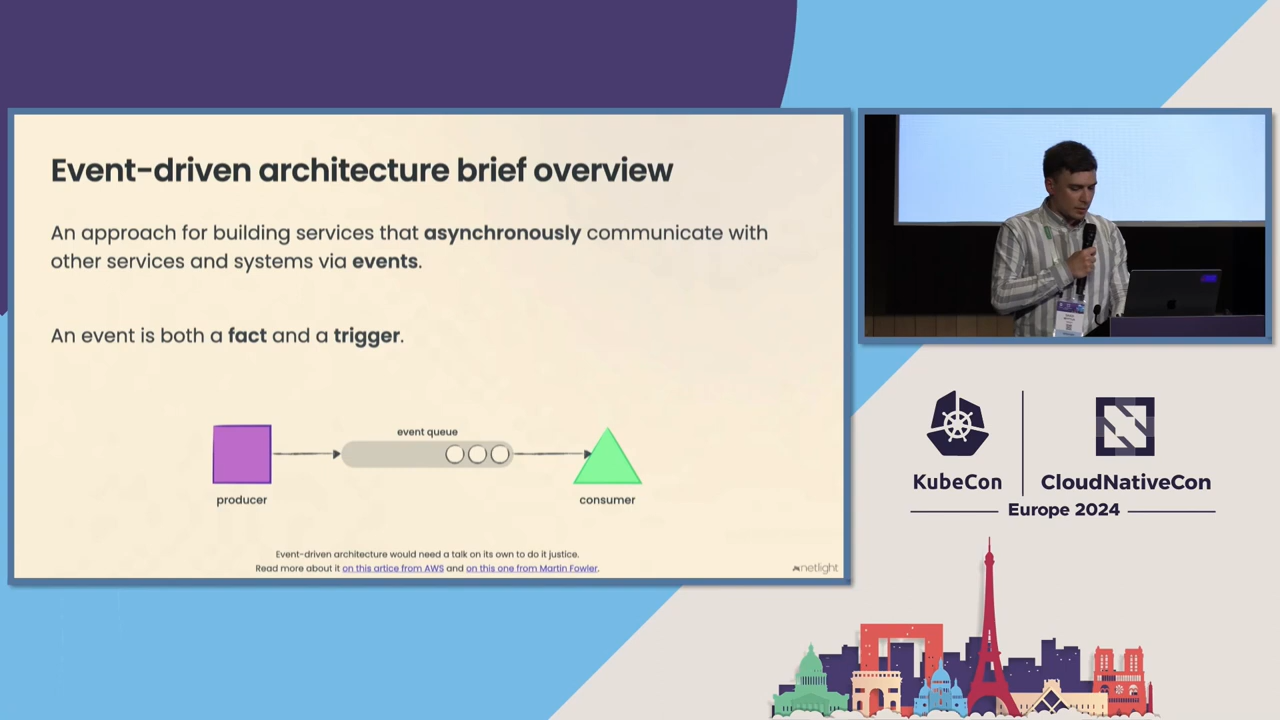 Event-driven architecture brief overview
An approach for building services that asynchronously communicate with
other services and systems via events.
An event is both a fact and a trigger.
event queue
producer
consumer
Event-driven architecture would need a talk on its own to do it justice.
Read more about it on this artice from AWS and on this one from Martin Fowler.
netlight
KubeCon
CloudNativeCon
Europe 2024